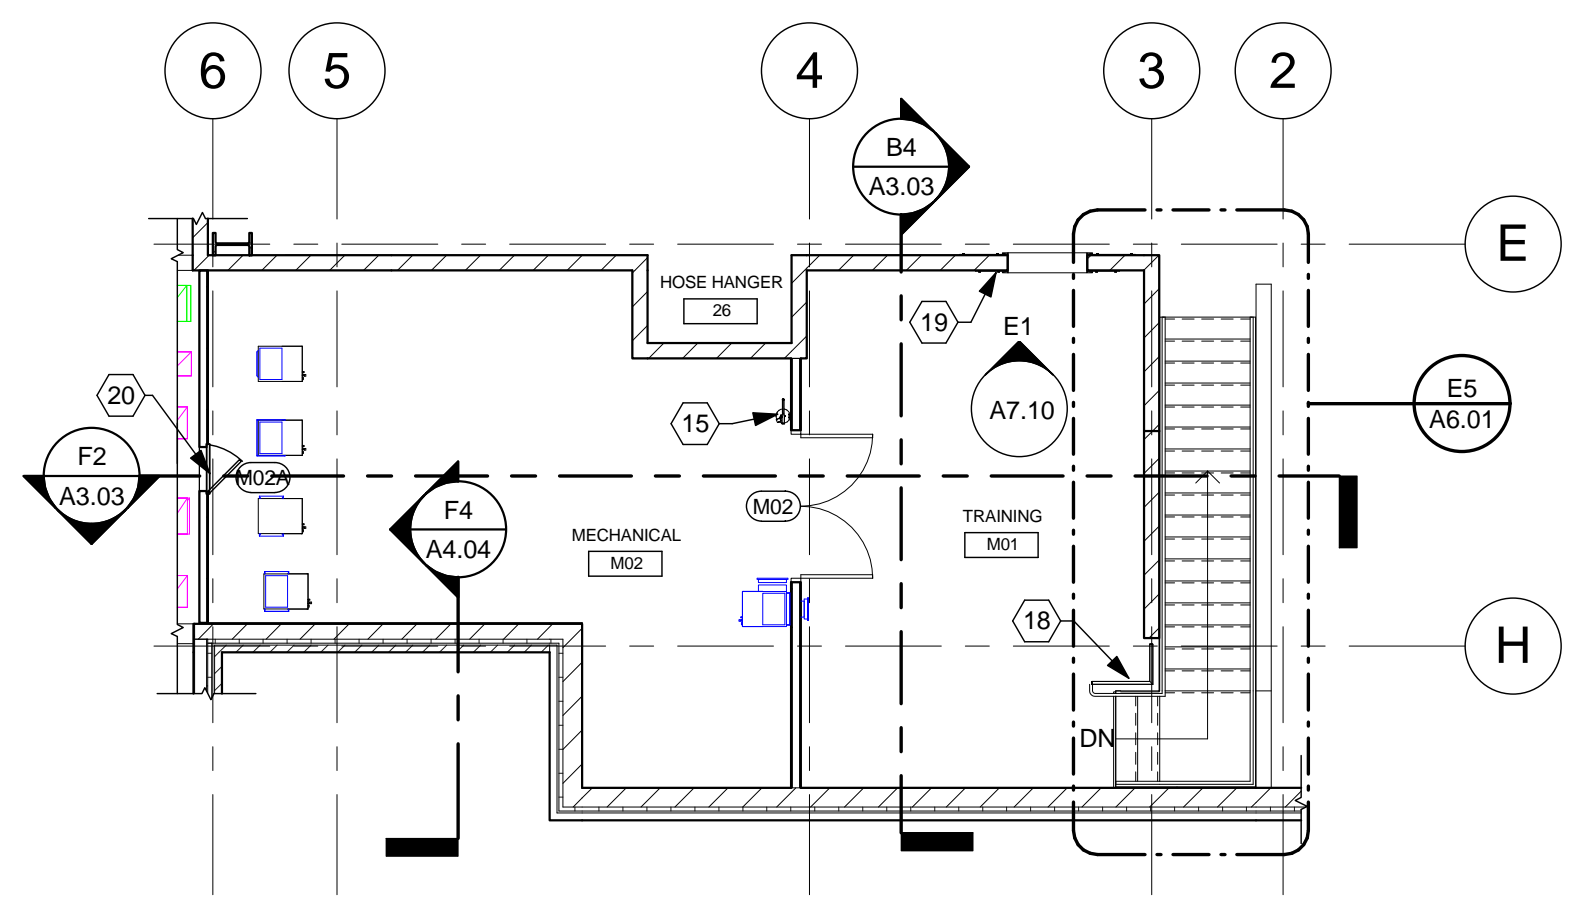 6
5
4
3
2
B4
A3.03
E
HOSE HANGER
26
19
E1
A7.10
20
15
E5
A6.01
F2
A3.03
M02A
F4
A4.04
M02
TRAINING
M01
MECHANICAL
M02
18
H
DN